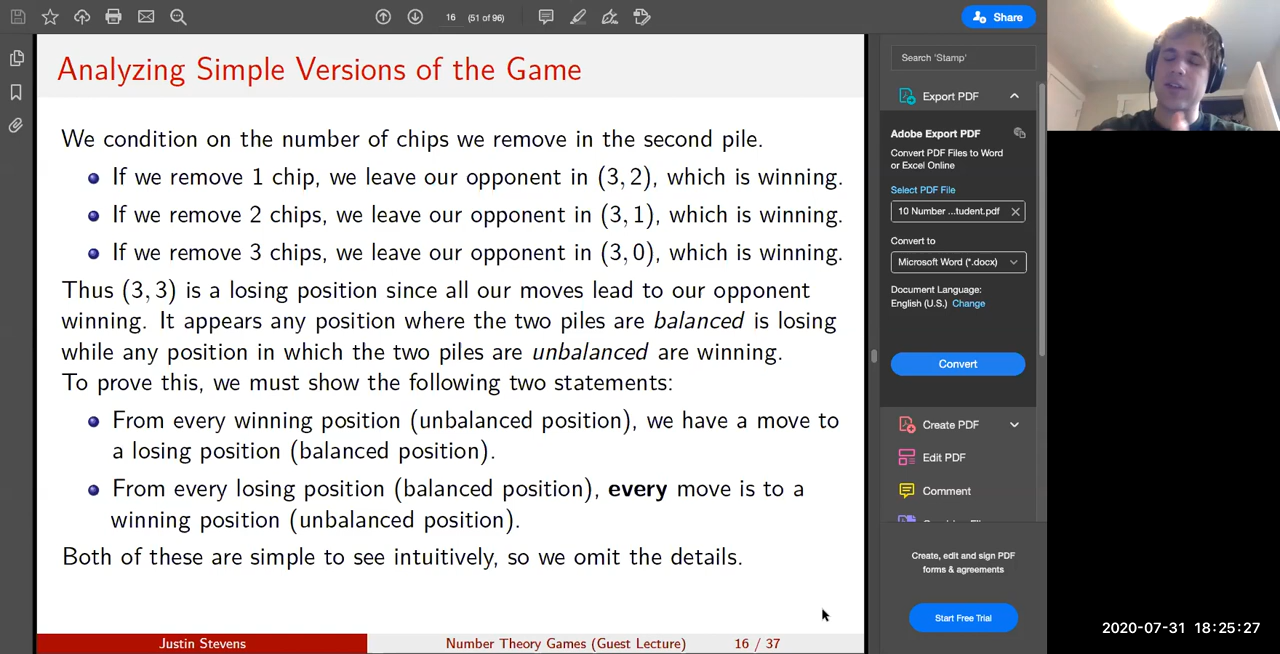 16 (51 of 96)
Share
Analyzing Simple Versions of the Game
We condition on the number of chips we remove in the second pile.
If we remove 1 chip, we leave our opponent in (3, 2), which is winning.
If we remove 2 chips, we leave our opponent in (3, 1), which is winning.
If we remove 3 chips, we leave our opponent in (3, 0), which is winning.
Thus (3, 3) is a losing position since all our moves lead to our opponent
winning. It appears any position where the two piles are balanced is losing
while any position in which the two piles are unbalanced are winning.
To prove this, we must show the following two statements:
From every winning position (unbalanced position), we have a move to
a losing position (balanced position).
From every losing position (balanced position), every move is to a
winning position (unbalanced position).
Both of these are simple to see intuitively, so we omit the details.
Justin Stevens Number Theory Games (Guest Lecture) 16 / 37
Search 'Stamp'
Export PDF
Adobe Export PDF
Convert PDF Files to Word
or Excel Online
Select PDF File
10 Number ...tudent.pdf
Convert to
Microsoft Word (*.docx)
Document Language:
English (U.S.) Change
Convert
Create PDF
Edit PDF
Comment
Create, edit and sign PDF
forms & agreements
Start Free Trial
2020-07-31 18:25:27